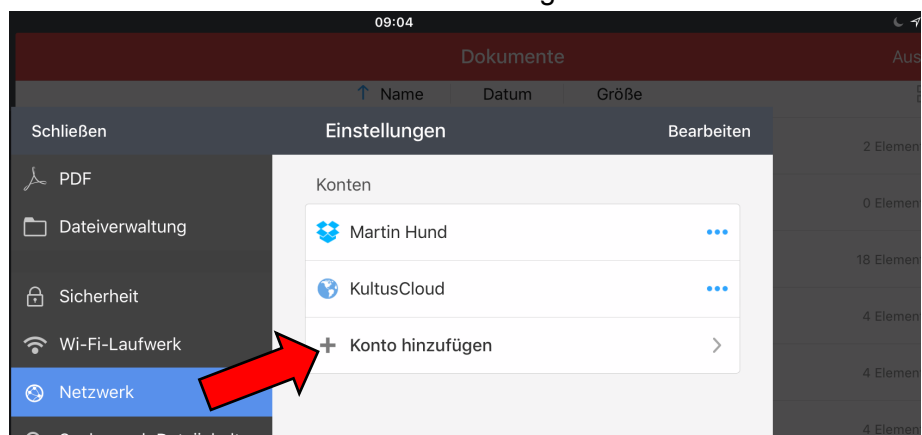 09:04
Dokumente
Aus
↑ Name Datum Größe
Schließen
Einstellungen
Bearbeiten
2 Elemen
PDF
Konten
0 Elemen
Dateiverwaltung
Martin Hund
18 Elemen
Sicherheit
KultusCloud
4 Elemen
Wi-Fi-Laufwerk
+ Konto hinzufügen
4 Elemen
Netzwerk
4 Elemen